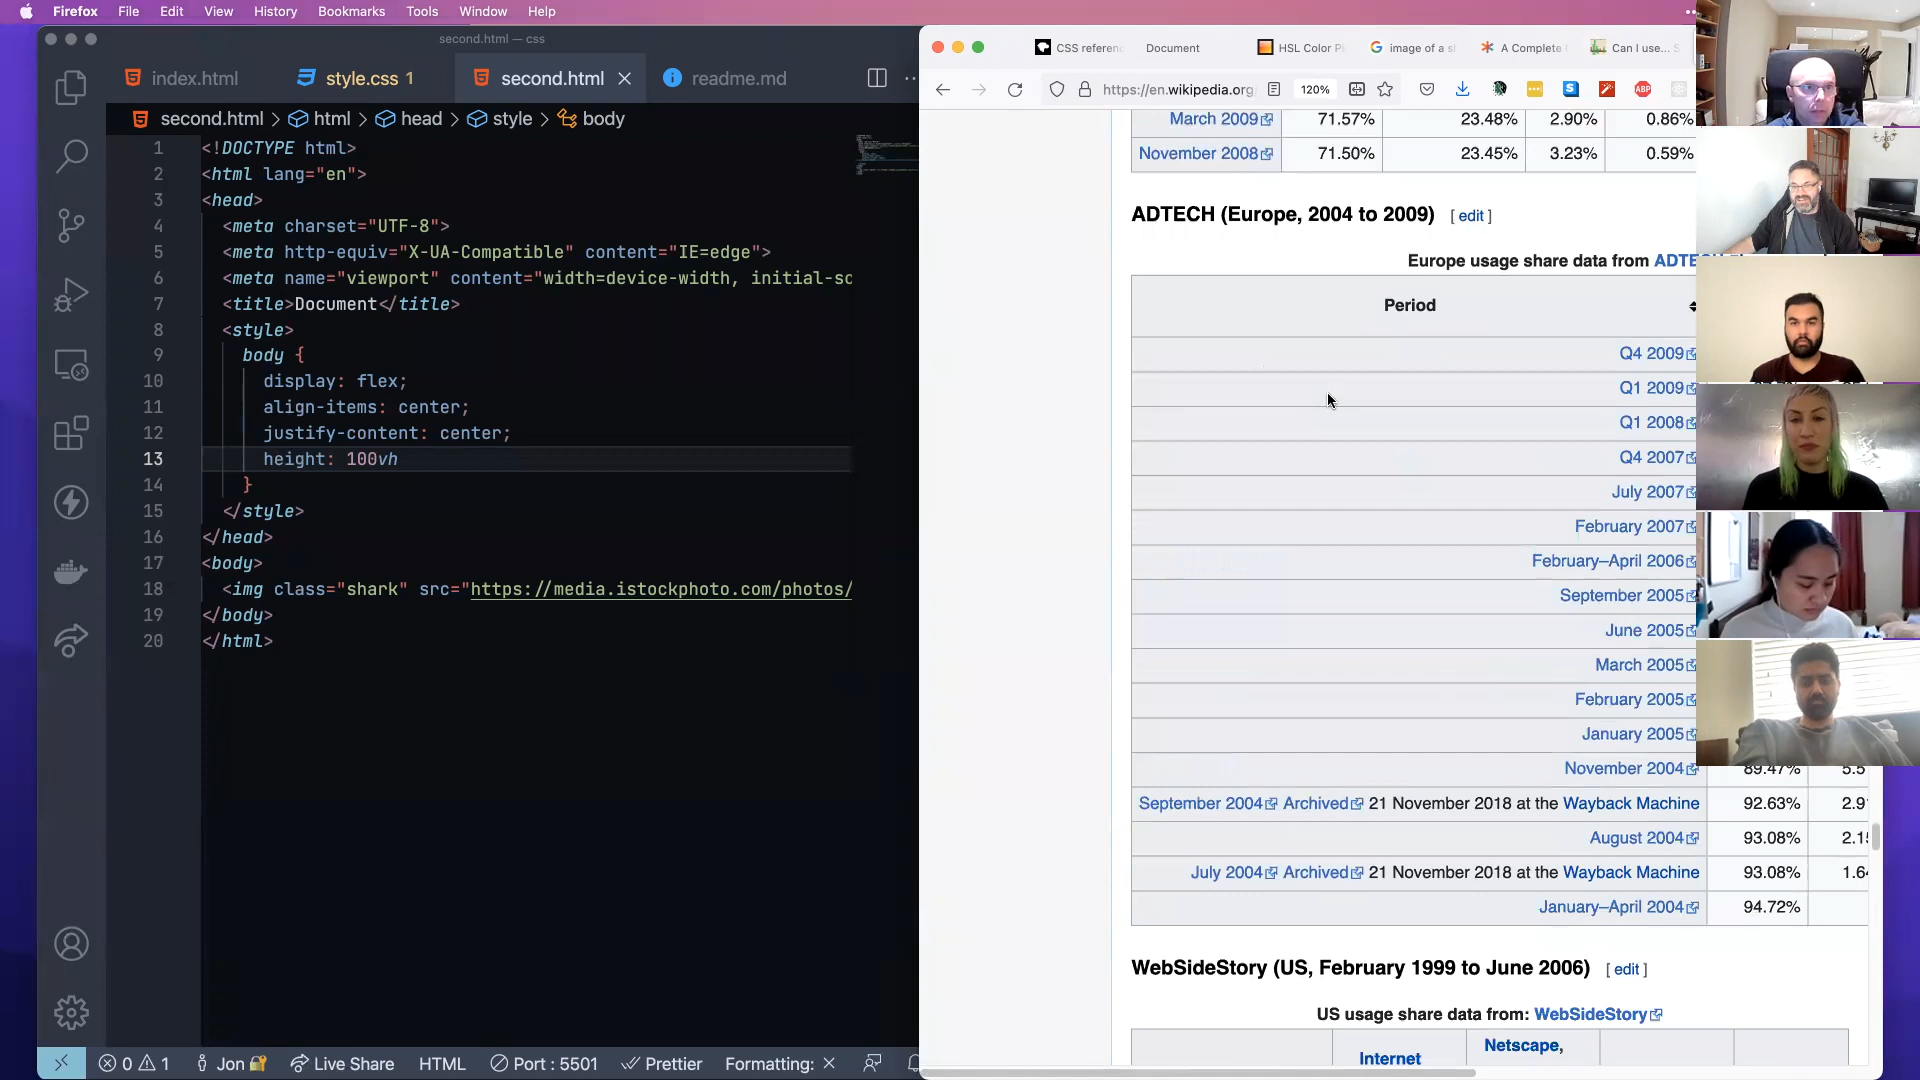 Firefox File Edit View History Bookmarks Tools Window Help
second.html — css
index.html
style.css 1
second.html
readme.md
second.html > html > head > style > body
1 <!DOCTYPE html>
2 <html lang="en">
3 <head>
4 <meta charset="UTF-8">
5 <meta http-equiv="X-UA-Compatible" content="IE=edge">
6 <meta name="viewport" content="width=device-width, initial-sc
7 <title>Document</title>
8 <style>
9 body {
10 display: flex;
11 align-items: center;
12 justify-content: center;
13 height: 100vh
14 }
15 </style>
16 </head>
17 <body>
18 <img class="shark" src="https://media.istockphoto.com/photos/
19 </body>
20 </html>
0 1 Jon Live Share HTML Port : 5501 Prettier Formatting: ×
CSS referen
Document
HSL Color P
image of a s
A Complete
Can I use... S
https://en.wikipedia.org
120%
ABP
March 2009 71.57% 23.48% 2.90% 0.86%
November 2008 71.50% 23.45% 3.23% 0.59%
ADTECH (Europe, 2004 to 2009) [ edit ]
Europe usage share data from ADTECH
Period
Q4 2009
Q1 2009
Q1 2008
Q4 2007
July 2007
February 2007
February–April 2006
September 2005
June 2005
March 2005
February 2005
January 2005
November 2004 89.47% 5.5
September 2004 Archived 21 November 2018 at the Wayback Machine 92.63% 2.9
August 2004 93.08% 2.1
July 2004 Archived 21 November 2018 at the Wayback Machine 93.08% 1.6
January–April 2004 94.72%
WebSideStory (US, February 1999 to June 2006) [ edit ]
US usage share data from: WebSideStory
Internet
Netscape,